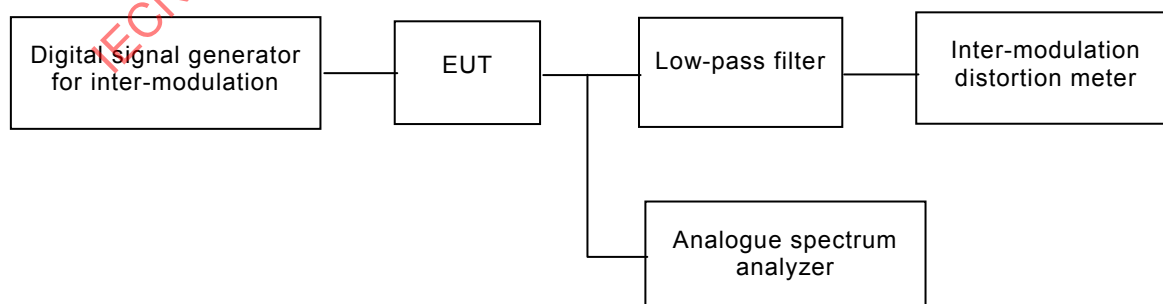 Digital signal generator
for inter-modulation
EUT
Low-pass filter
Inter-modulation
distortion meter
Analogue spectrum
analyzer